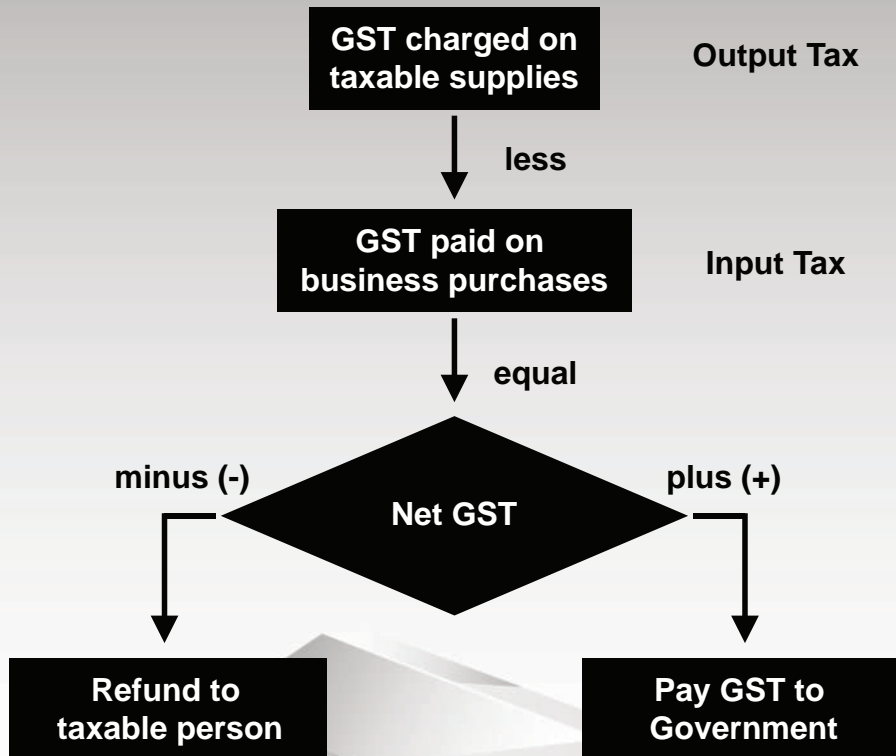 GST charged on
taxable supplies
Output Tax
less
GST paid on
business purchases
Input Tax
equal
minus (-)
plus (+)
Net GST
Refund to
taxable person
Pay GST to
Government